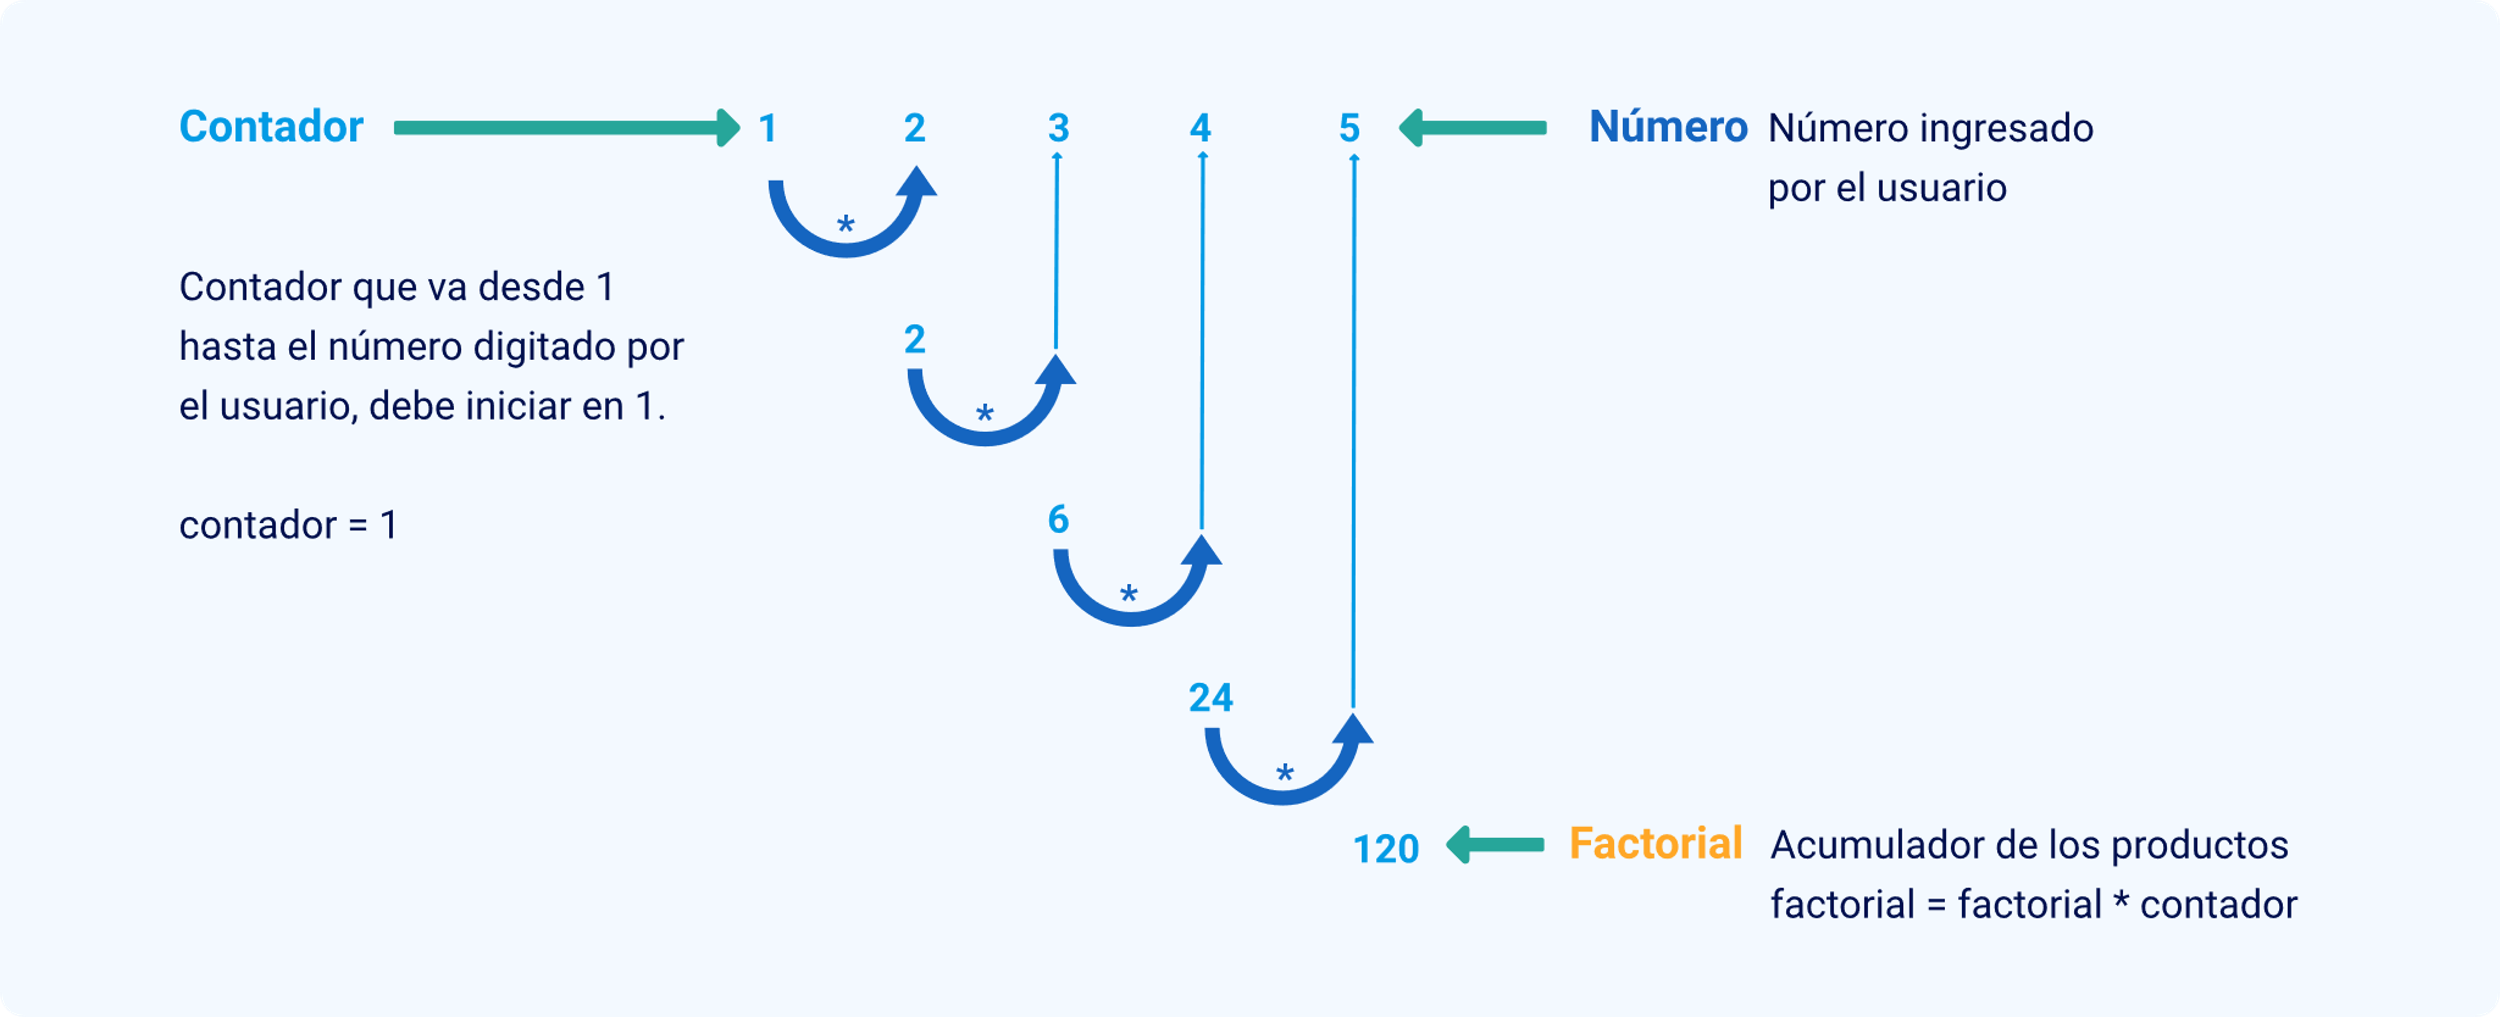 Contador 1 2 3 4 5 Número Número ingresado
por el usuario
*
Contador que va desde 1
hasta el número digitado por
el usuario, debe iniciar en 1.
2
*
contador = 1
6
*
24
*
120 Factorial Acumulador de los productos
factorial = factorial * contador